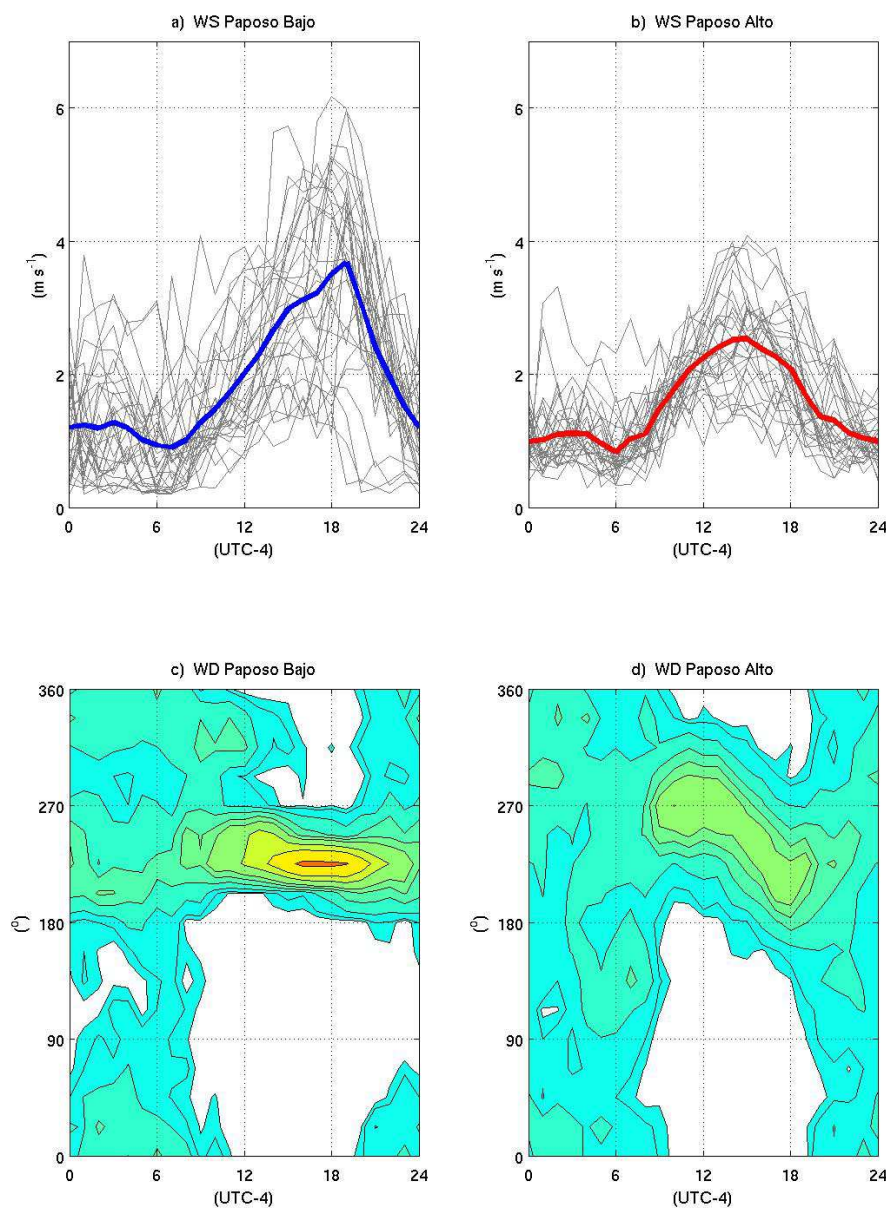 a) WS Paposo Bajo
b) WS Paposo Alto
6
4
2
0
(m s⁻¹)
0 6 12 18 24
(UTC-4)
6
4
2
0
(m s⁻¹)
0 6 12 18 24
(UTC-4)
c) WD Paposo Bajo
d) WD Paposo Alto
360
270
180
90
0
(º)
0 6 12 18 24
(UTC-4)
360
270
180
90
0
(º)
0 6 12 18 24
(UTC-4)